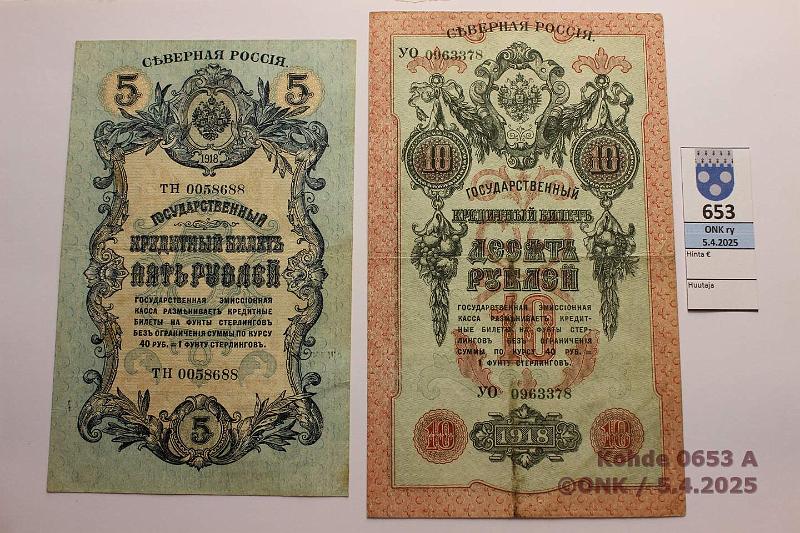 СѢВЕРНАЯ РОССІЯ.
5 5
1918
ТН 0058688
ГОСУДАРСТВЕННЫЙ
КРЕДИТНЫЙ БИЛЕТЪ
ПЯТЬ РУБЛЕЙ
ГОСУДАРСТВЕННАЯ ЭМИССІОННАЯ
КАССА РАЗМѢНИВАЕТЪ КРЕДИТНЫЕ
БИЛЕТЫ НА ФУНТЫ СТЕРЛИНГОВЪ
БЕЗЪ ОГРАНИЧЕНІЯ СУММЫ ПО КУРСУ
40 РУБ. = 1 ФУНТУ СТЕРЛИНГОВЪ.
ТН 0058688
5
СѢВЕРНАЯ РОССІЯ.
УО 0963378
10 10
ГОСУДАРСТВЕННЫЙ
КРЕДИТНЫЙ БИЛЕТЪ
ДЕСЯТЬ
РУБЛЕЙ
10
ГОСУДАРСТВЕННАЯ ЭМИССІОННАЯ
КАССА РАЗМѢНИВАЕТЪ КРЕДИТ-
НЫЕ БИЛЕТЫ НА ФУНТЫ СТЕР-
ЛИНГОВЪ БЕЗЪ ОГРАНИЧЕНІЯ
СУММЫ ПО КУРСУ 40 РУБ. =
1 ФУНТУ СТЕРЛИНГОВЪ.
УО 0963378
10 1918 10
653
ONK ry
5.4.2025
Hinta €
Huutaja
Kohde 0653 A
©ONK / 5.4.2025